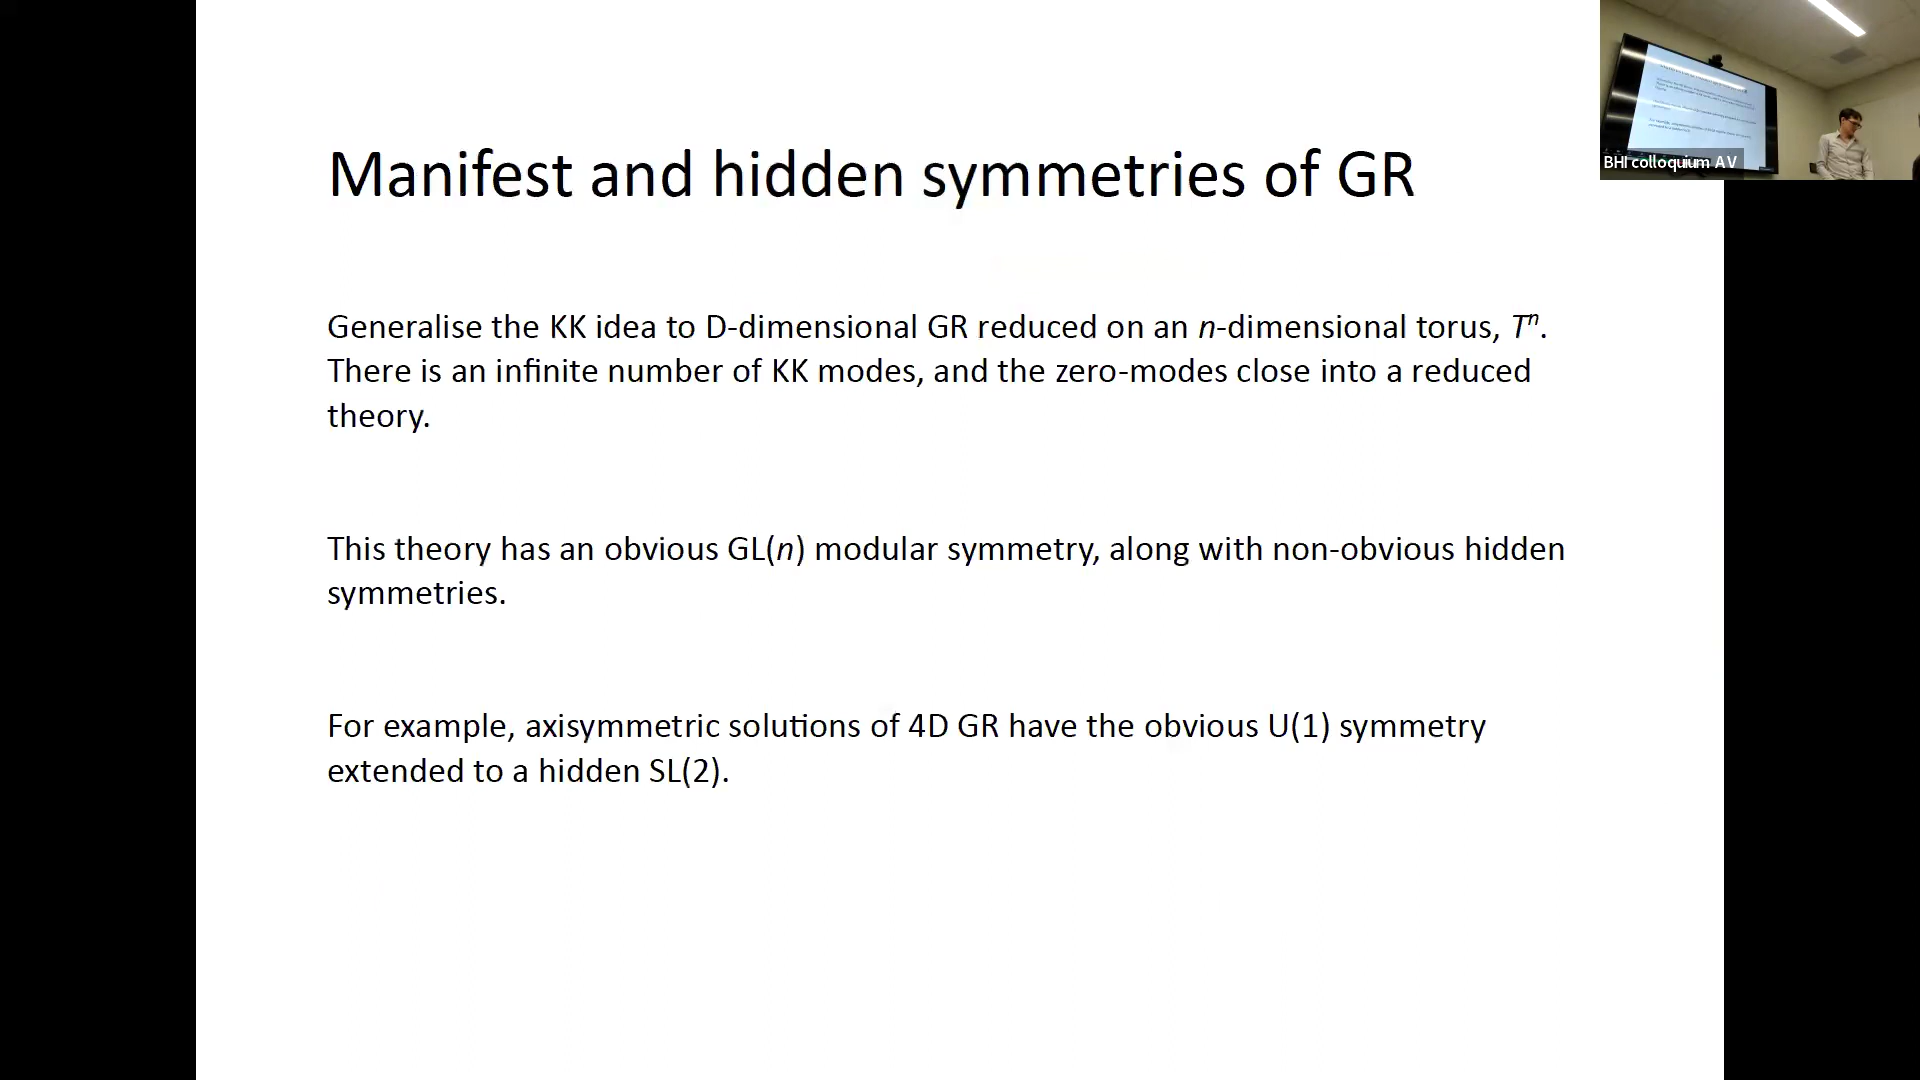 Manifest and hidden symmetries of GR
BHI colloquium AV
Generalise the KK idea to D-dimensional GR reduced on an n-dimensional torus, Tⁿ.
There is an infinite number of KK modes, and the zero-modes close into a reduced
theory.
This theory has an obvious GL(n) modular symmetry, along with non-obvious hidden
symmetries.
For example, axisymmetric solutions of 4D GR have the obvious U(1) symmetry
extended to a hidden SL(2).